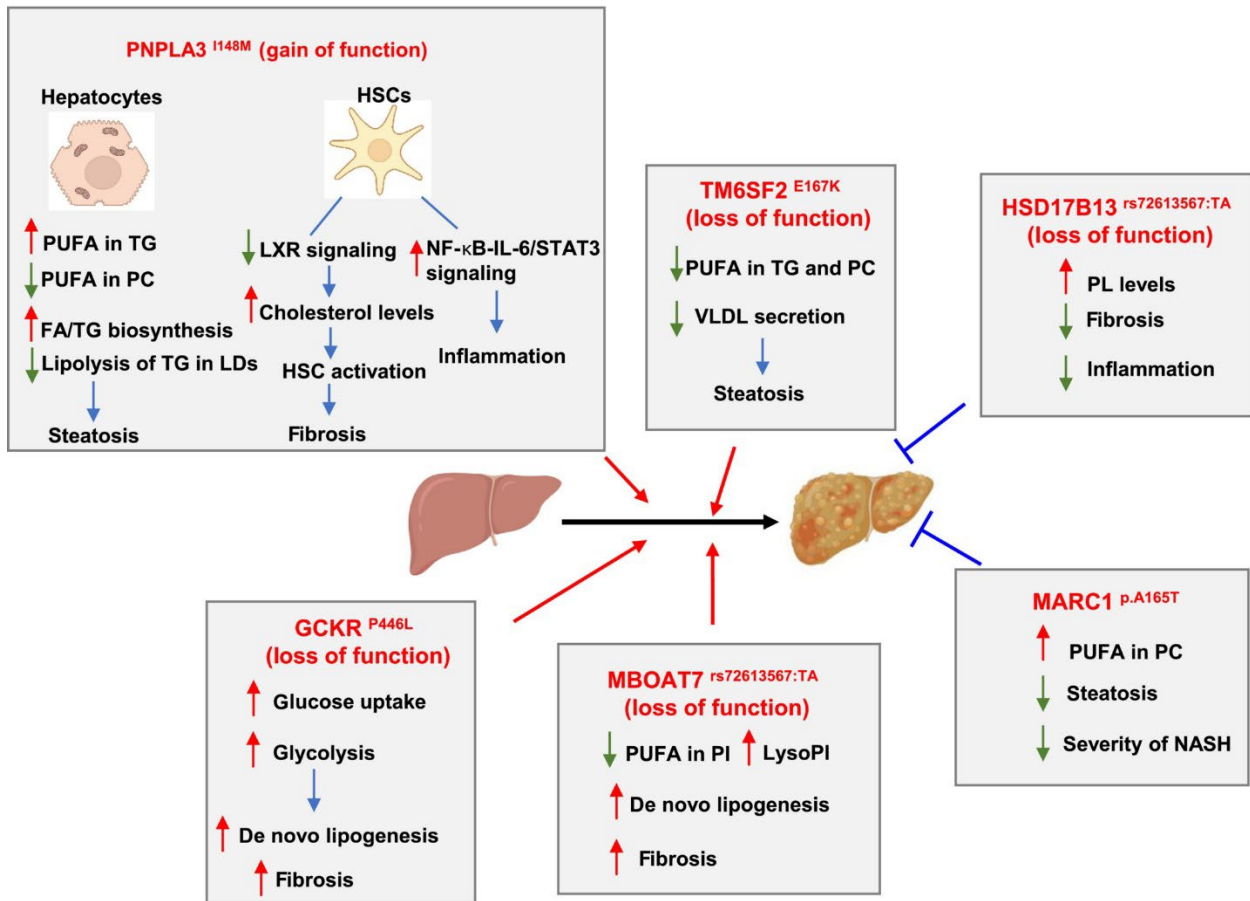 PNPLA3 I148M (gain of function)
Hepatocytes
PUFA in TG
PUFA in PC
FA/TG biosynthesis
Lipolysis of TG in LDs
Steatosis
HSCs
LXR signaling
Cholesterol levels
HSC activation
Fibrosis
NF-κB-IL-6/STAT3
signaling
Inflammation
TM6SF2 E167K
(loss of function)
PUFA in TG and PC
VLDL secretion
Steatosis
HSD17B13 rs72613567:TA
(loss of function)
PL levels
Fibrosis
Inflammation
GCKR P446L
(loss of function)
Glucose uptake
Glycolysis
De novo lipogenesis
Fibrosis
MBOAT7 rs72613567:TA
(loss of function)
PUFA in PI
LysoPI
De novo lipogenesis
Fibrosis
MARC1 p.A165T
PUFA in PC
Steatosis
Severity of NASH